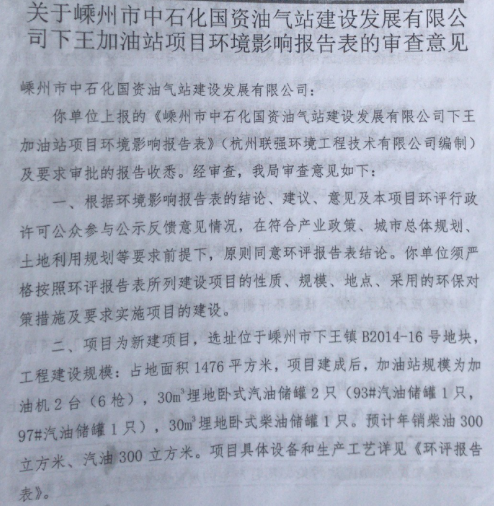 关于嵊州市中石化国资油气站建设发展有限公
司下王加油站项目环境影响报告表的审查意见
嵊州市中石化国资油气站建设发展有限公司：
你单位上报的《嵊州市中石化国资油气站建设发展有限公司下王
加油站项目环境影响报告表》（杭州联强环境工程技术有限公司编制）
及要求审批的报告收悉。经审查，我局审查意见如下：
一、根据环境影响报告表的结论、建议、意见及本项目环评行政
许可公众参与公示反馈意见情况，在符合产业政策、城市总体规划、
土地利用规划等要求前提下，原则同意环评报告表结论。你单位须严
格按照环评报告表所列建设项目的性质、规模、地点、采用的环保对
策措施及要求实施项目的建设。
二、项目为新建项目，选址位于嵊州市下王镇 B2014-16 号地块，
工程建设规模：占地面积 1476 平方米，项目建成后，加油站规模为加
油机 2 台（6 枪），30m³埋地卧式汽油储罐 2 只（93#汽油储罐 1 只，
97#汽油储罐 1 只），30m³埋地卧式柴油储罐 1 只。预计年销柴油 300
立方米、汽油 300 立方米。项目具体设备和生产工艺详见《环评报告
表》。